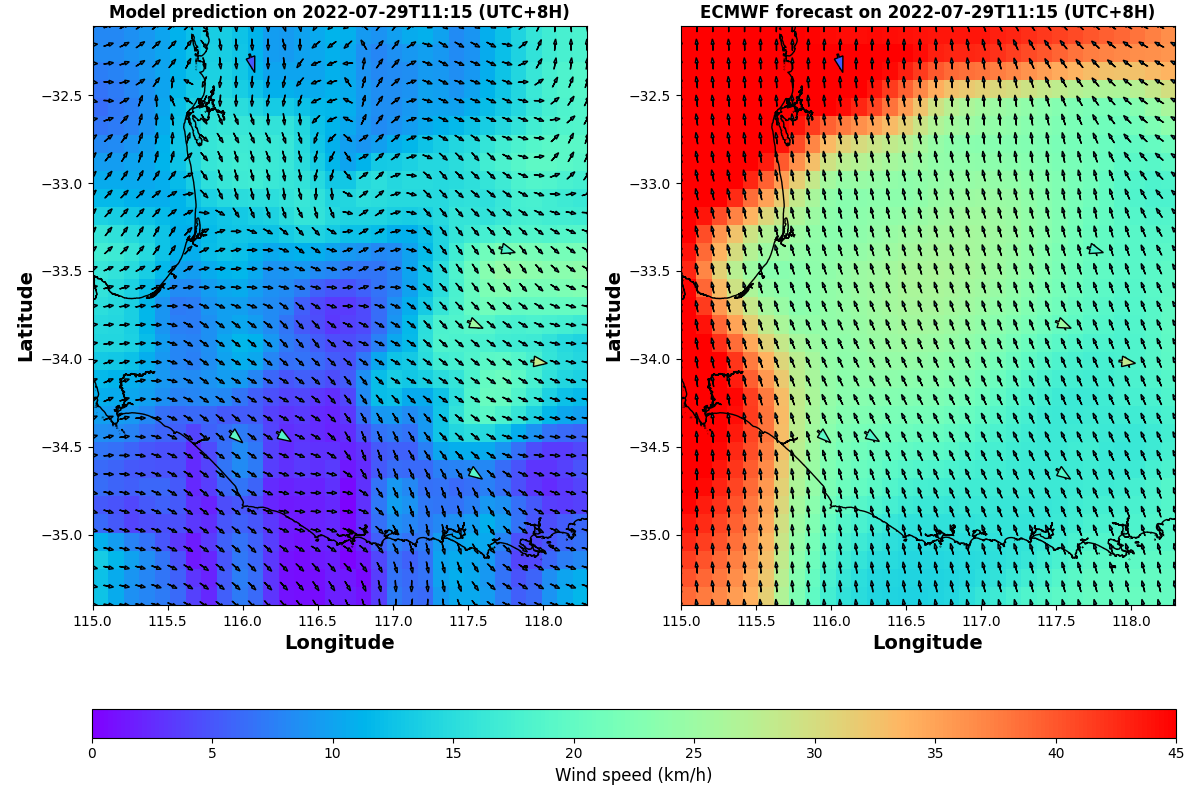 Model prediction on 2022-07-29T11:15 (UTC+8H)
ECMWF forecast on 2022-07-29T11:15 (UTC+8H)
Latitude
−32.5
−33.0
−33.5
−34.0
−34.5
−35.0
115.0 115.5 116.0 116.5 117.0 117.5 118.0
Longitude
Latitude
−32.5
−33.0
−33.5
−34.0
−34.5
−35.0
115.0 115.5 116.0 116.5 117.0 117.5 118.0
Longitude
0 5 10 15 20 25 30 35 40 45
Wind speed (km/h)